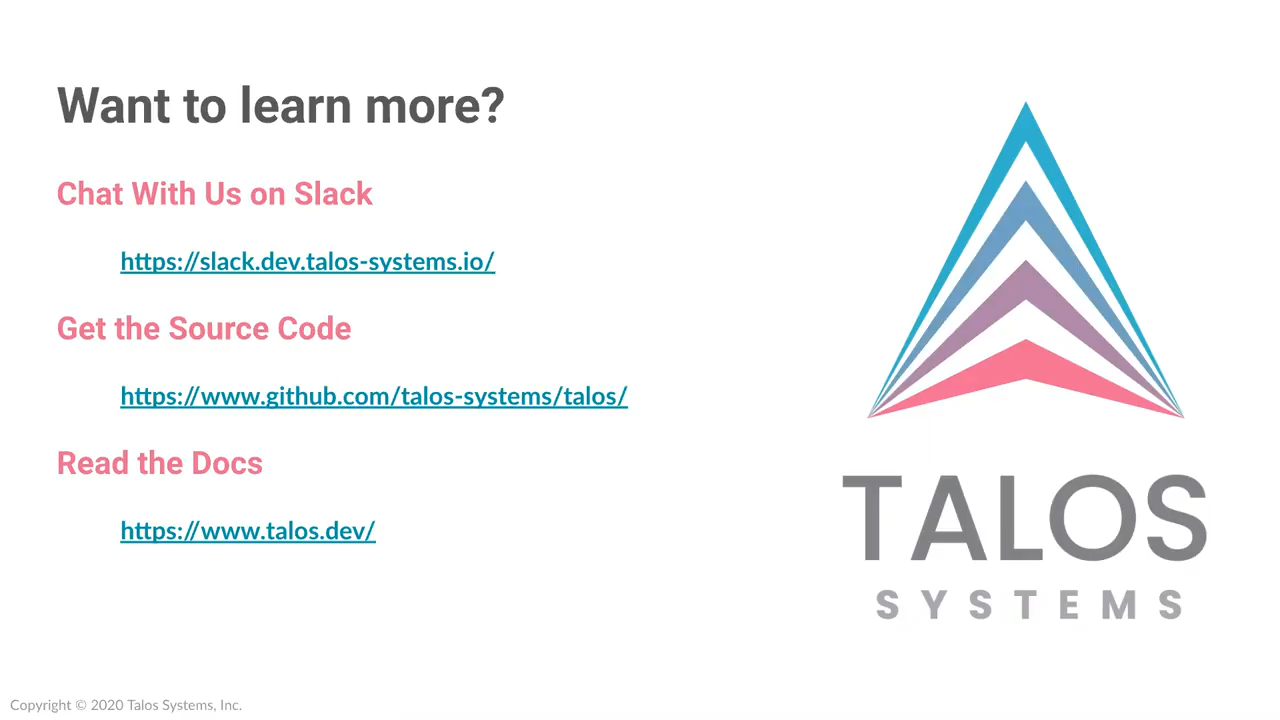 Want to learn more?
Chat With Us on Slack
https://slack.dev.talos-systems.io/
Get the Source Code
https://www.github.com/talos-systems/talos/
Read the Docs
https://www.talos.dev/
TALOS
SYSTEMS
Copyright © 2020 Talos Systems, Inc.